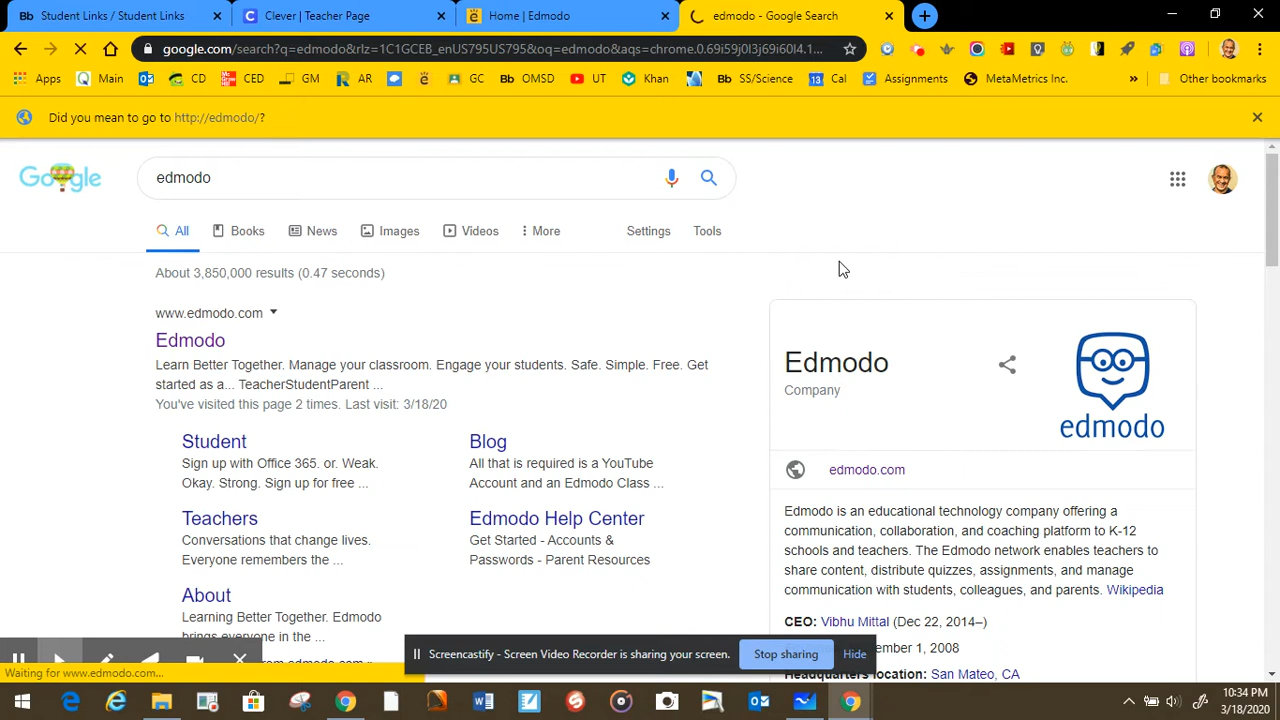 Bb Student Links / Student Links × Clever | Teacher Page × Home | Edmodo × edmodo - Google Search ×
google.com/search?q=edmodo&rlz=1C1GCEB_enUS795US795&oq=edmodo&aqs=chrome.0.69i59j0l3j69i60l4.1...
Apps Main CD CED GM AR GC Bb OMSD UT Khan SS/Science 13 Cal Assignments MetaMetrics Inc. » Other bookmarks
Did you mean to go to http://edmodo/?
Google
edmodo
All Books News Images Videos More Settings Tools
About 3,850,000 results (0.47 seconds)
www.edmodo.com
Edmodo
Learn Better Together. Manage your classroom. Engage your students. Safe. Simple. Free. Get
started as a... TeacherStudentParent ...
You've visited this page 2 times. Last visit: 3/18/20
Student
Sign up with Office 365. or. Weak.
Okay. Strong. Sign up for free ...
Blog
All that is required is a YouTube
Account and an Edmodo Class ...
Teachers
Conversations that change lives.
Everyone remembers the ...
Edmodo Help Center
Get Started - Accounts &
Passwords - Parent Resources
About
Learning Better Together. Edmodo
brings everyone in the ...
Edmodo
Company
edmodo
edmodo.com
Edmodo is an educational technology company offering a
communication, collaboration, and coaching platform to K-12
schools and teachers. The Edmodo network enables teachers to
share content, distribute quizzes, assignments, and manage
communication with students, colleagues, and parents. Wikipedia
CEO: Vibhu Mittal (Dec 22, 2014–)
1, 2008
Headquarters location: San Mateo, CA
Screencastify - Screen Video Recorder is sharing your screen. Stop sharing Hide
Waiting for www.edmodo.com...
10:34 PM
3/18/2020